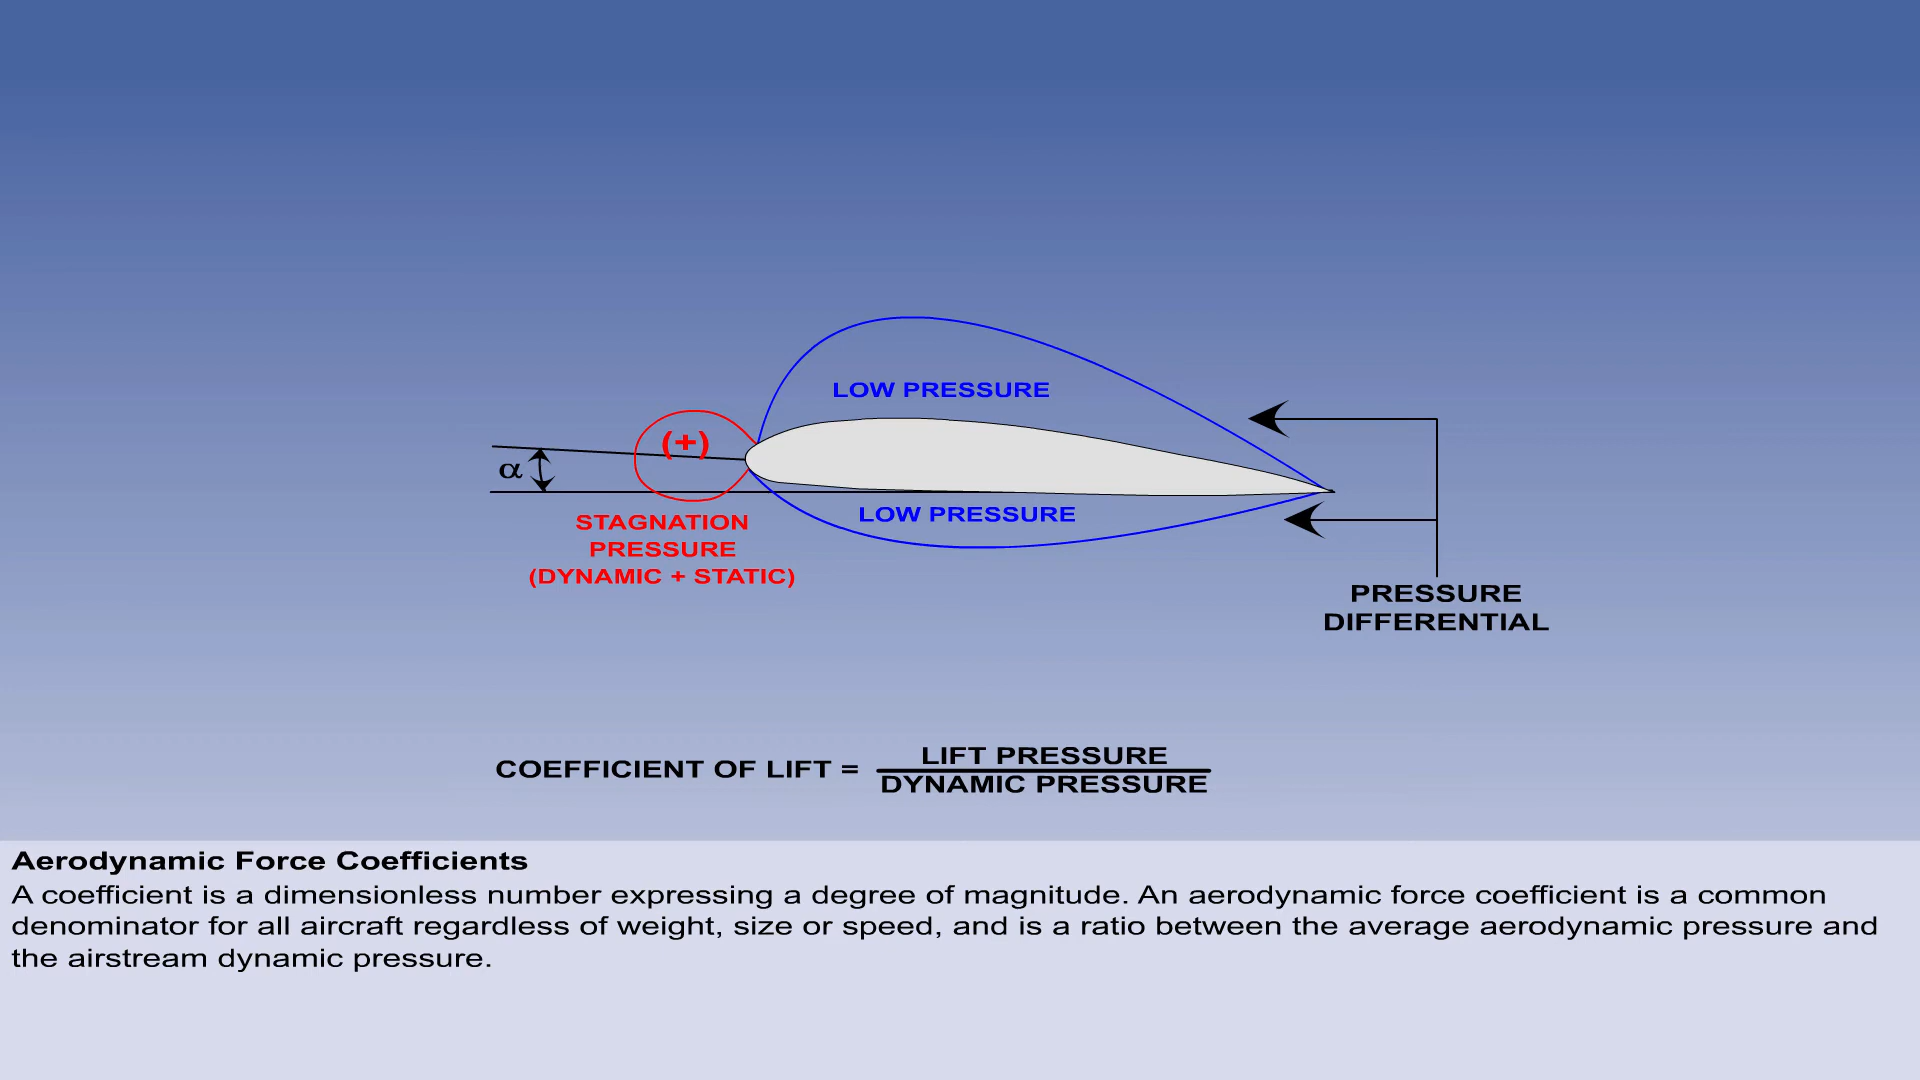 LOW PRESSURE
(+)
α
LOW PRESSURE
STAGNATION
PRESSURE
(DYNAMIC + STATIC)
PRESSURE
DIFFERENTIAL
COEFFICIENT OF LIFT =
LIFT PRESSURE
DYNAMIC PRESSURE
Aerodynamic Force Coefficients
A coefficient is a dimensionless number expressing a degree of magnitude. An aerodynamic force coefficient is a common
denominator for all aircraft regardless of weight, size or speed, and is a ratio between the average aerodynamic pressure and
the airstream dynamic pressure.